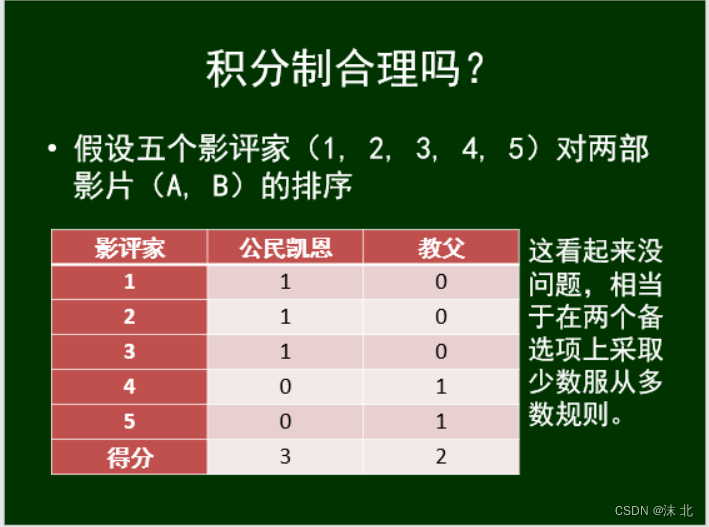 积分制合理吗？
• 假设五个影评家（1, 2, 3, 4, 5）对两部
影片（A, B）的排序
影评家 公民凯恩 教父
1 1 0
2 1 0
3 1 0
4 0 1
5 0 1
得分 3 2
这看起来没
问题，相当
于在两个备
选项上采取
少数服从多
数规则。
CSDN @沫 北